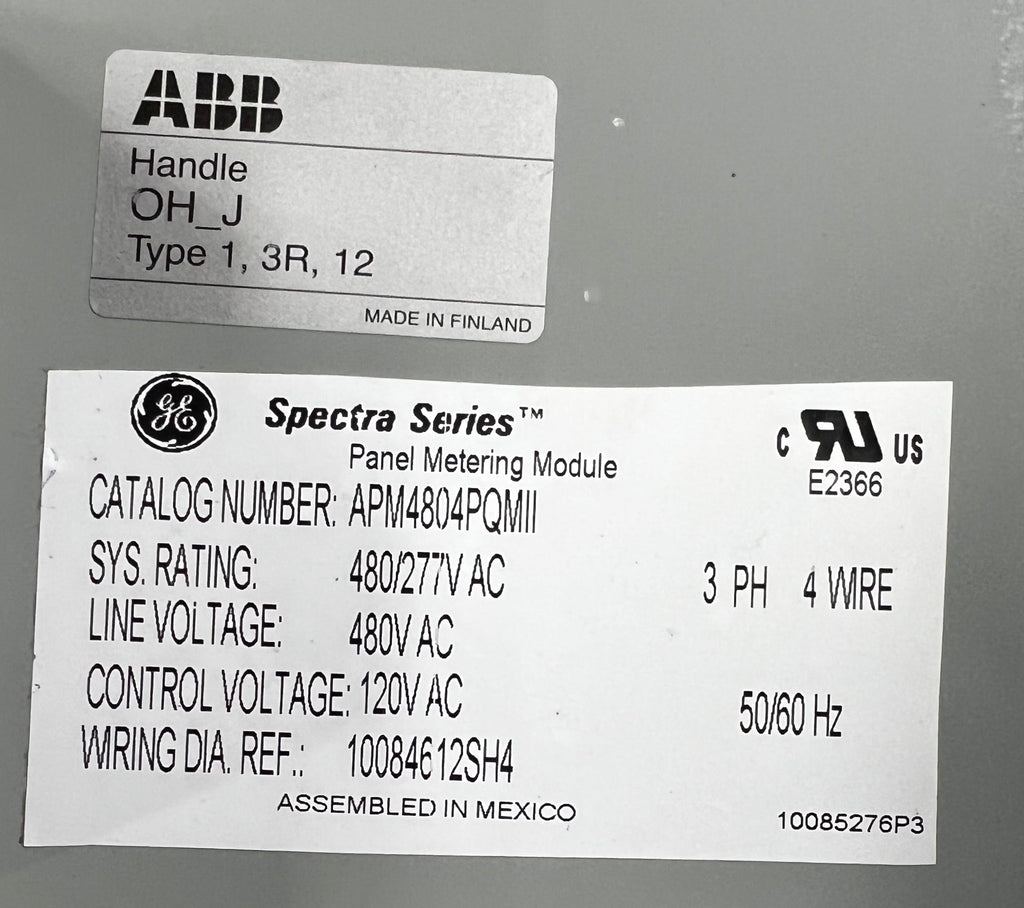 ABB
Handle
OH_J
Type 1, 3R, 12
MADE IN FINLAND
GE Spectra Series™
Panel Metering Module
C RU US
E2366
CATALOG NUMBER: APM4804PQMII
SYS. RATING: 480/277V AC 3 PH 4 WIRE
LINE VOLTAGE: 480V AC
CONTROL VOLTAGE: 120V AC 50/60 Hz
WIRING DIA. REF.: 10084612SH4
ASSEMBLED IN MEXICO
10085276P3